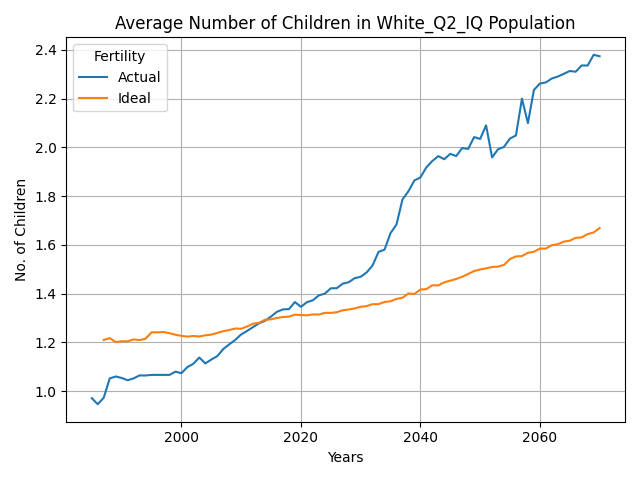 Average Number of Children in White_Q2_IQ Population
Fertility
Actual
Ideal
2.4
2.2
2.0
1.8
1.6
1.4
1.2
1.0
No. of Children
2000
2020
2040
2060
Years